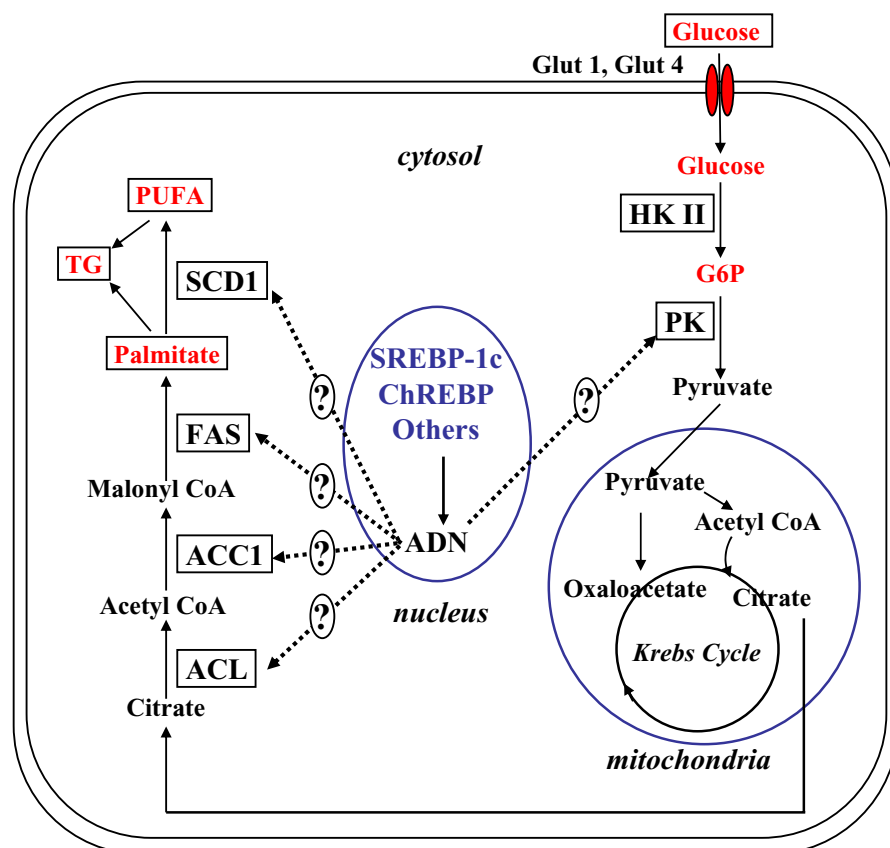 Glucose
Glut 1, Glut 4
cytosol
Glucose
PUFA
HK II
TG
SCD1
G6P
PK
Palmitate
SREBP-1c
ChREBP
Others
?
?
Pyruvate
FAS
?
Malonyl CoA
Pyruvate
Acetyl CoA
ACC1
?
ADN
Acetyl CoA
?
nucleus
Oxaloacetate
Citrate
ACL
Krebs Cycle
Citrate
mitochondria